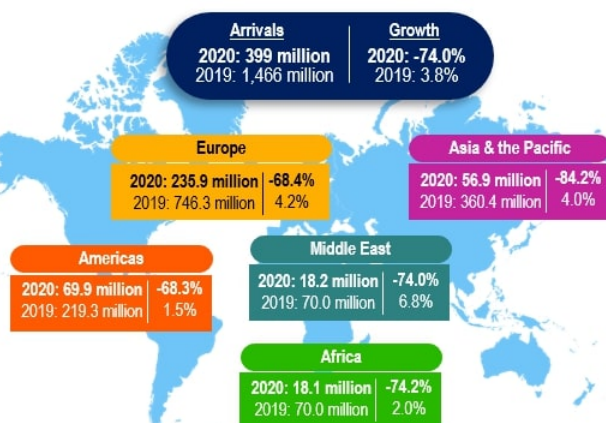 Arrivals
2020: 399 million
2019: 1,466 million
Growth
2020: -74.0%
2019: 3.8%
Europe
2020: 235.9 million -68.4%
2019: 746.3 million 4.2%
Asia & the Pacific
2020: 56.9 million -84.2%
2019: 360.4 million 4.0%
Americas
2020: 69.9 million -68.3%
2019: 219.3 million 1.5%
Middle East
2020: 18.2 million -74.0%
2019: 70.0 million 6.8%
Africa
2020: 18.1 million -74.2%
2019: 70.0 million 2.0%